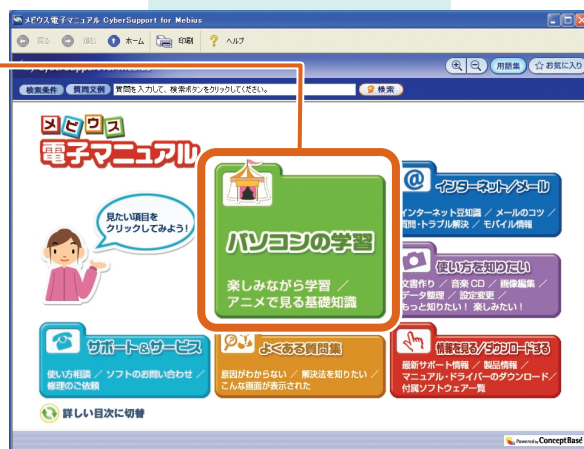 メビウス電子マニュアル CyberSupport for Mebius
戻る 進む ホーム 印刷 ヘルプ
用語集 お気に入り
検索条件 質問文例 質問を入力して、検索ボタンをクリックしてください。 検索
メビウス
電子マニュアル
見たい項目を
クリックしてみよう!
パソコンの学習
楽しみながら学習 /
アニメで見る基礎知識
インターネット/メール
インターネット豆知識 / メールのコツ /
質問・トラブル解決 / モバイル情報
使い方を知りたい
文書作り / 音楽CD / 画像編集 /
データ整理 / 設定変更 /
もっと知りたい! 楽しみたい!
サポート&サービス
使い方相談 / ソフトのお問い合わせ /
修理のご依頼
よくある質問集
原因がわからない / 解決法を知りたい /
こんな画面が表示された
情報を見る/ダウンロードする
最新サポート情報 / 製品情報 /
マニュアル・ドライバーのダウンロード/
付属ソフトウェア一覧
詳しい目次に切替
Powered by ConceptBase